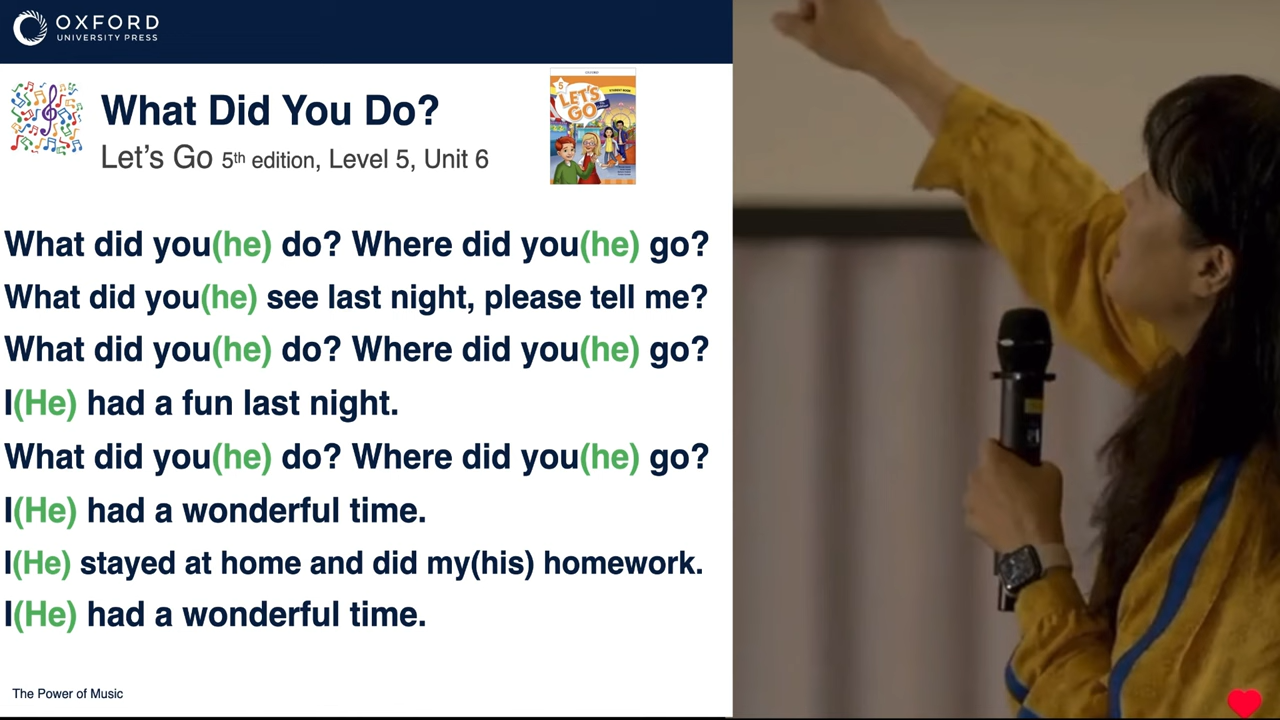 OXFORD
UNIVERSITY PRESS
What Did You Do?
Let's Go 5th edition, Level 5, Unit 6
5
LET'S
GO
What did you(he) do? Where did you(he) go?
What did you(he) see last night, please tell me?
What did you(he) do? Where did you(he) go?
I(He) had a fun last night.
What did you(he) do? Where did you(he) go?
I(He) had a wonderful time.
I(He) stayed at home and did my(his) homework.
I(He) had a wonderful time.
The Power of Music